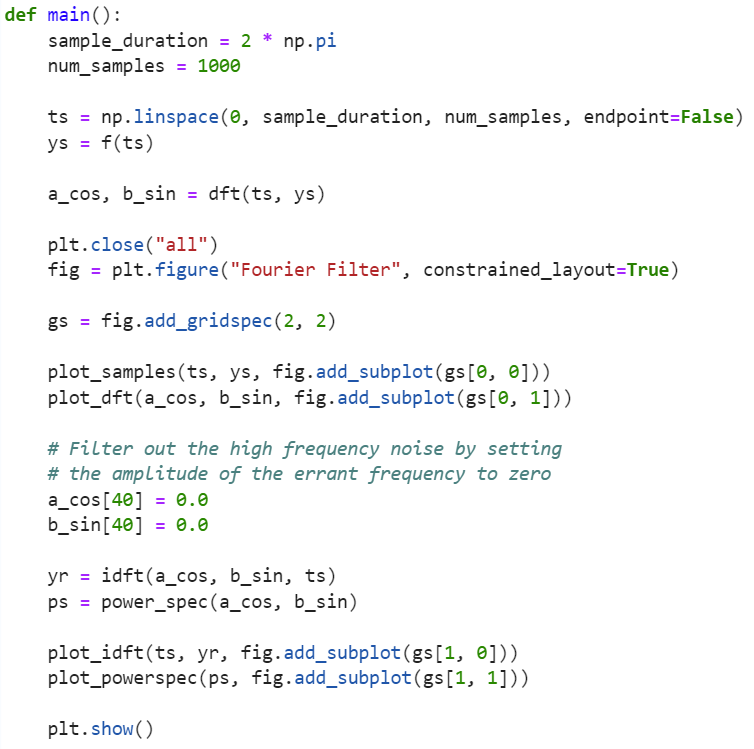 def main():
    sample_duration = 2 * np.pi
    num_samples = 1000

    ts = np.linspace(0, sample_duration, num_samples, endpoint=False)
    ys = f(ts)

    a_cos, b_sin = dft(ts, ys)

    plt.close("all")
    fig = plt.figure("Fourier Filter", constrained_layout=True)

    gs = fig.add_gridspec(2, 2)

    plot_samples(ts, ys, fig.add_subplot(gs[0, 0]))
    plot_dft(a_cos, b_sin, fig.add_subplot(gs[0, 1]))

    # Filter out the high frequency noise by setting
    # the amplitude of the errant frequency to zero
    a_cos[40] = 0.0
    b_sin[40] = 0.0

    yr = idft(a_cos, b_sin, ts)
    ps = power_spec(a_cos, b_sin)

    plot_idft(ts, yr, fig.add_subplot(gs[1, 0]))
    plot_powerspec(ps, fig.add_subplot(gs[1, 1]))

    plt.show()